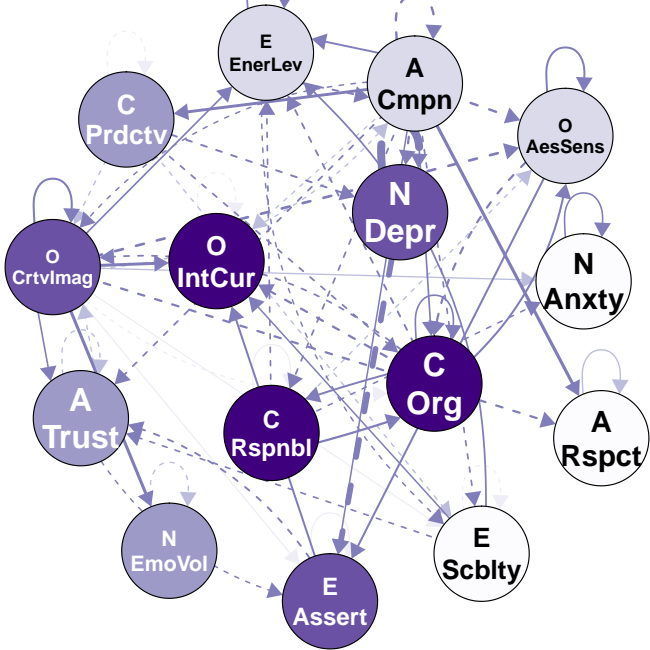 E
EnerLev
A
Cmpn
C
Prdctv
O
AesSens
N
Depr
O
CrtvImag
O
IntCur
N
Anxty
C
Org
A
Trust
C
Rspnbl
A
Rspct
N
EmoVol
E
Scblty
E
Assert